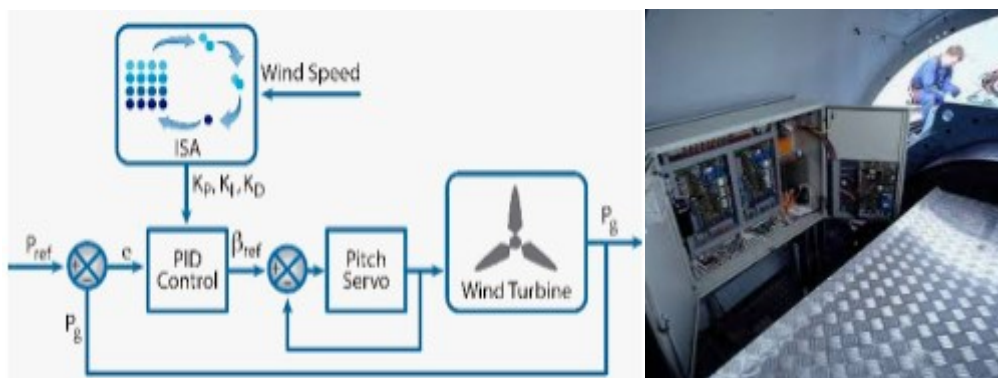 Wind Speed
ISA
K_P, K_I, K_D
P_ref
+
−
e
PID
Control
β_ref
+
−
Pitch
Servo
Wind Turbine
P_g
P_g